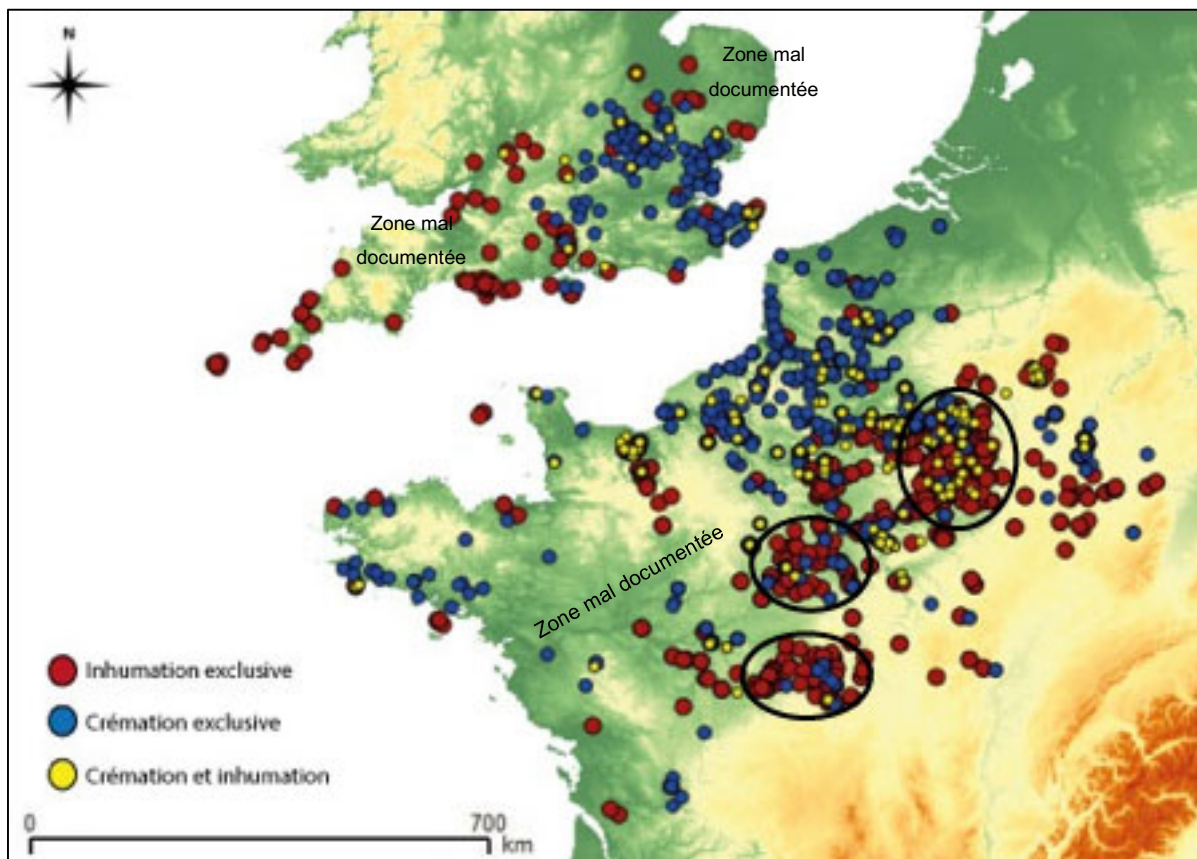 N
Zone mal
documentée
Zone mal
documentée
Zone mal documentée
Inhumation exclusive
Crémation exclusive
Crémation et inhumation
0 700
km